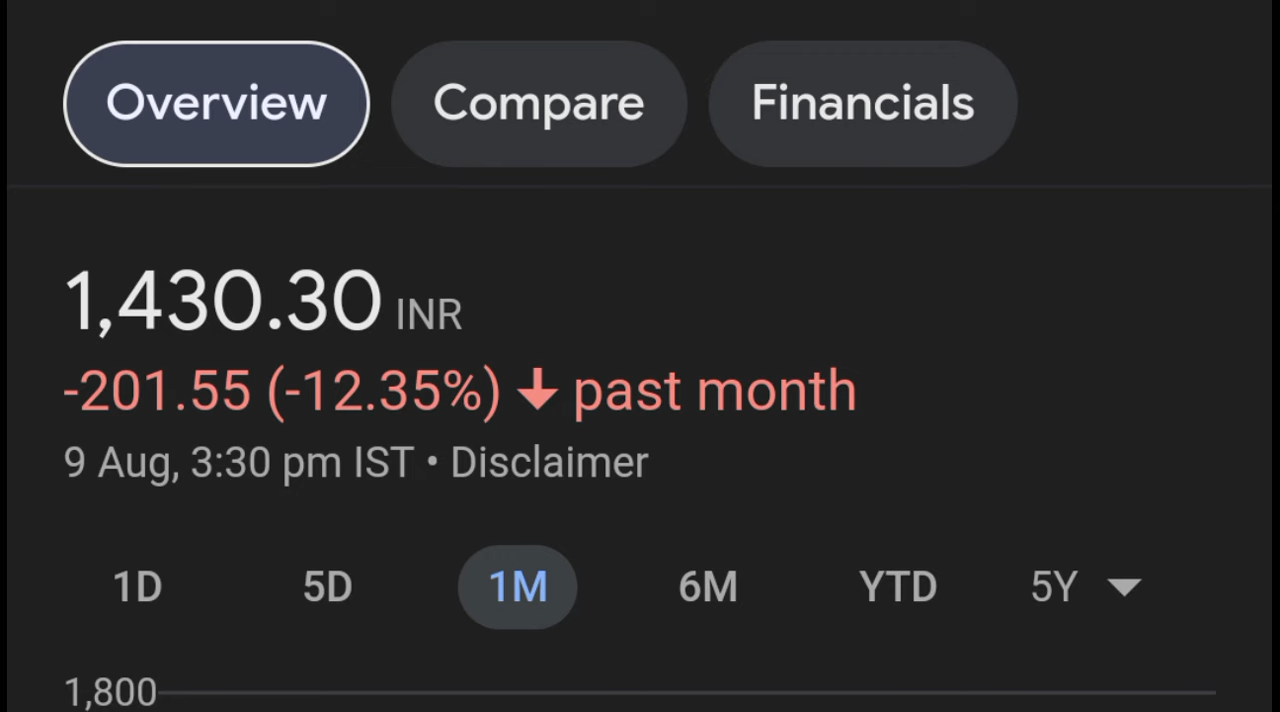 Overview Compare Financials
1,430.30 INR
-201.55 (-12.35%) ↓ past month
9 Aug, 3:30 pm IST • Disclaimer
1D 5D 1M 6M YTD 5Y
1,800